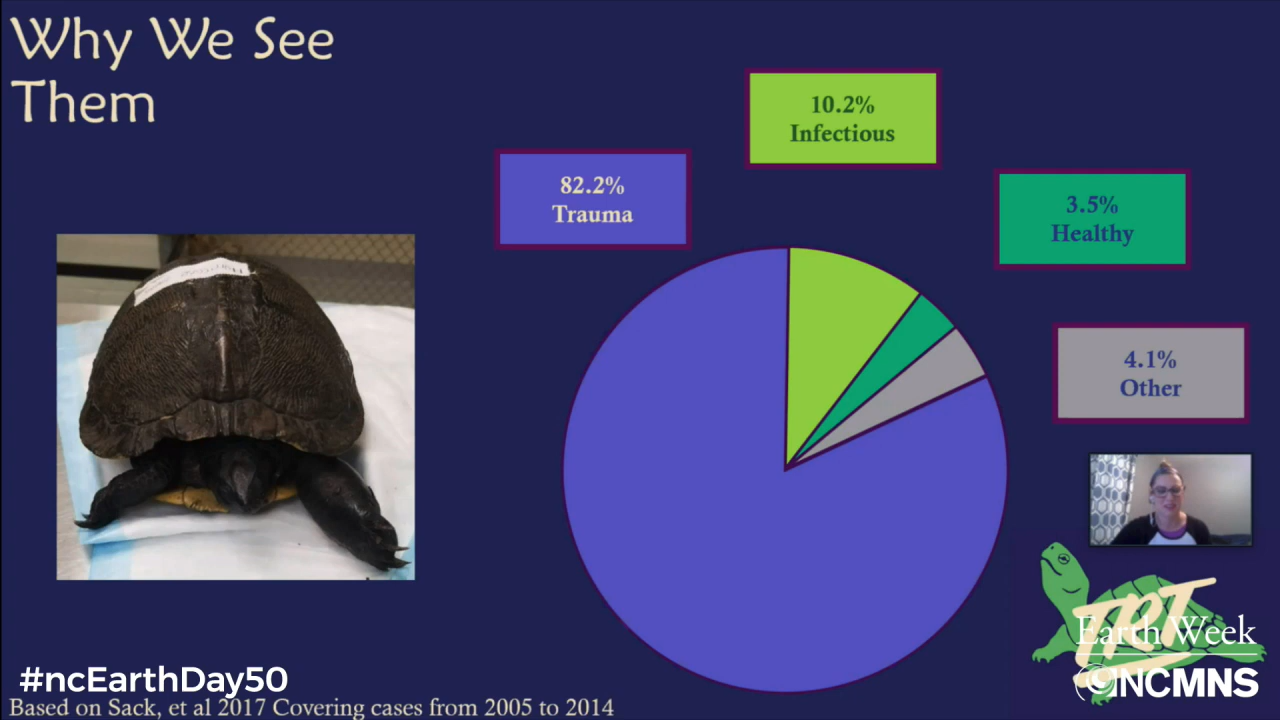 Why We See
Them
10.2%
Infectious
82.2%
Trauma
3.5%
Healthy
4.1%
Other
TRT
Earth Week
NCMNS
#ncEarthDay50
Based on Sack, et al 2017 Covering cases from 2005 to 2014